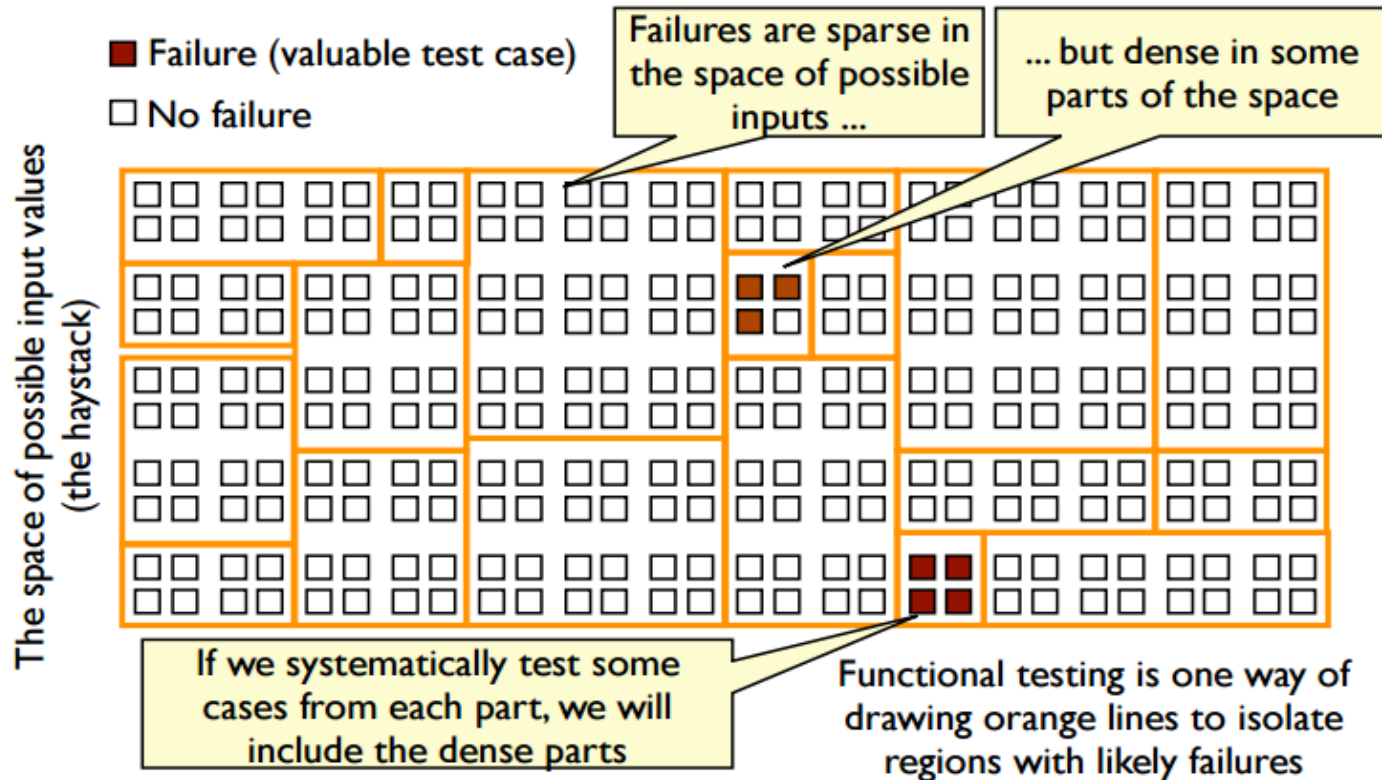 Failure (valuable test case)
No failure
Failures are sparse in
the space of possible
inputs ...
... but dense in some
parts of the space
The space of possible input values
(the haystack)
If we systematically test some
cases from each part, we will
include the dense parts
Functional testing is one way of
drawing orange lines to isolate
regions with likely failures